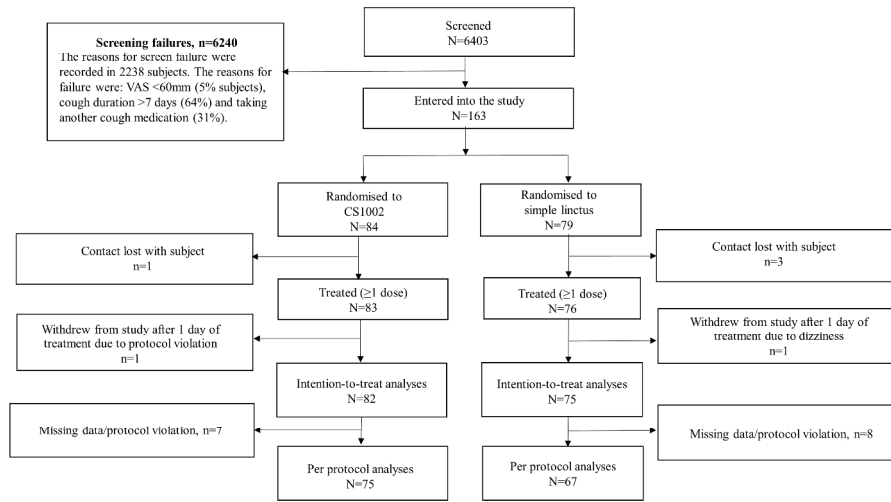 Screened
N=6403
Screening failures, n=6240
The reasons for screen failure were
recorded in 2238 subjects. The reasons for
failure were: VAS <60mm (5% subjects),
cough duration >7 days (64%) and taking
another cough medication (31%).
Entered into the study
N=163
Randomised to
CS1002
N=84
Randomised to
simple linctus
N=79
Contact lost with subject
n=1
Contact lost with subject
n=3
Treated (≥1 dose)
N=83
Treated (≥1 dose)
N=76
Withdrew from study after 1 day of
treatment due to protocol violation
n=1
Withdrew from study after 1 day of
treatment due to dizziness
n=1
Intention-to-treat analyses
N=82
Intention-to-treat analyses
N=75
Missing data/protocol violation, n=7
Missing data/protocol violation, n=8
Per protocol analyses
N=75
Per protocol analyses
N=67